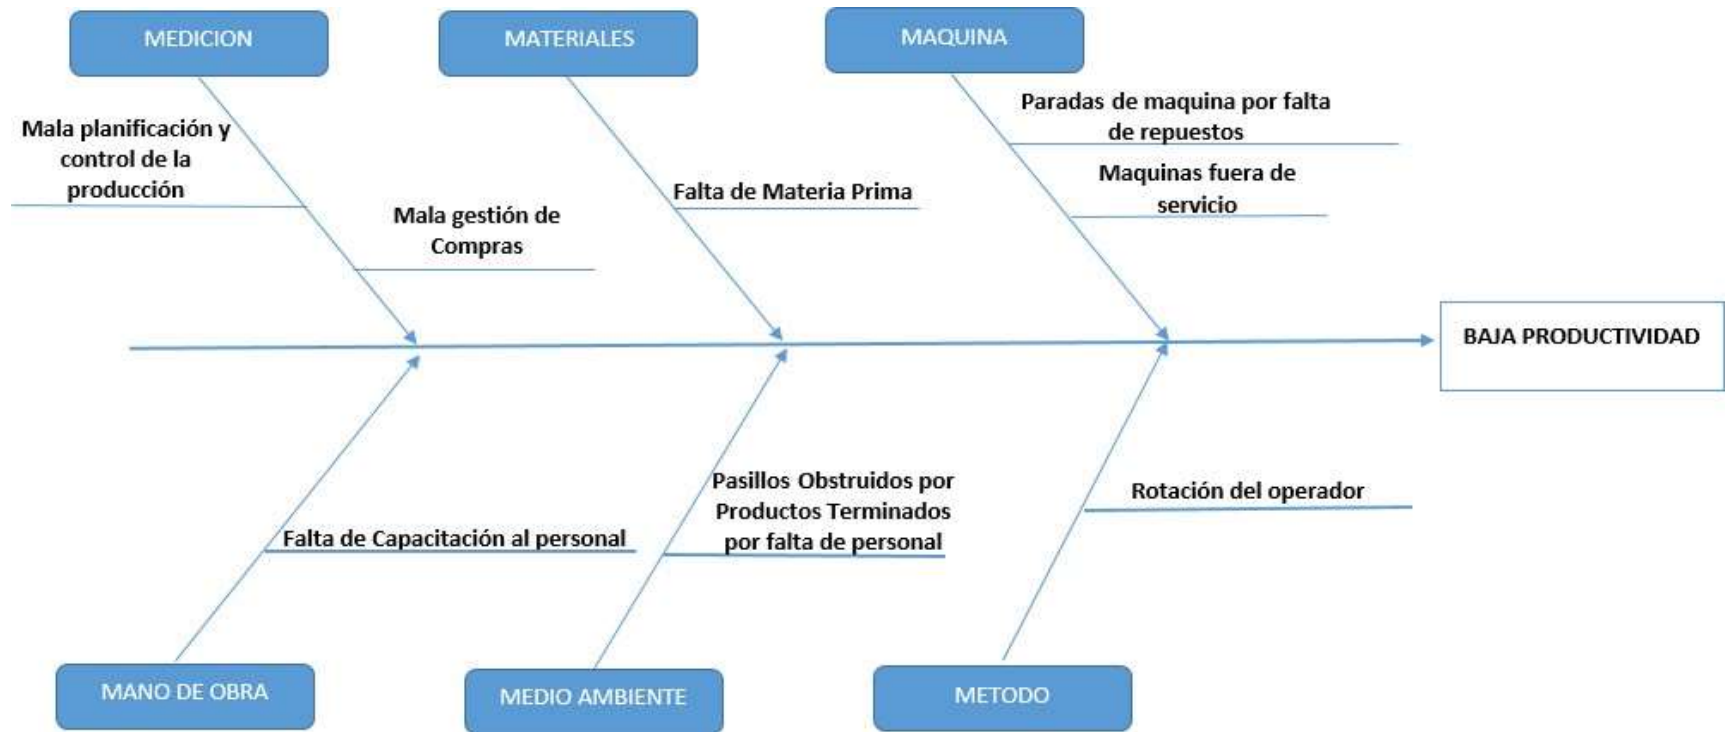 MEDICION
MATERIALES
MAQUINA
Mala planificación y
control de la
producción
Mala gestión de
Compras
Falta de Materia Prima
Paradas de maquina por falta
de repuestos
Maquinas fuera de
servicio
BAJA PRODUCTIVIDAD
Falta de Capacitación al personal
Pasillos Obstruidos por
Productos Terminados
por falta de personal
Rotación del operador
MANO DE OBRA
MEDIO AMBIENTE
METODO